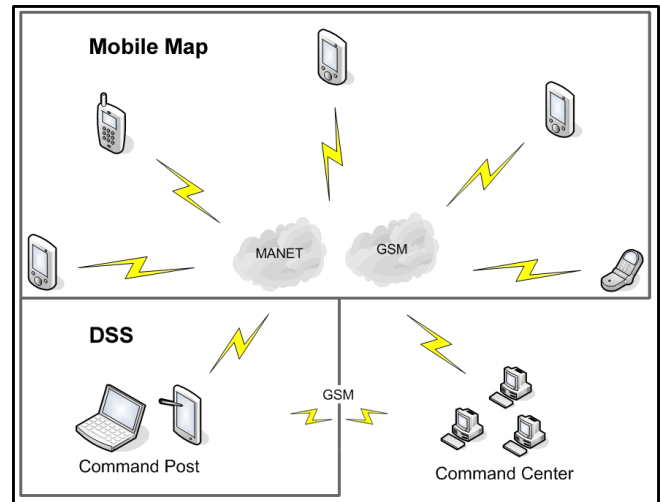 Mobile Map
MANET
GSM
DSS
GSM
Command Post
Command Center